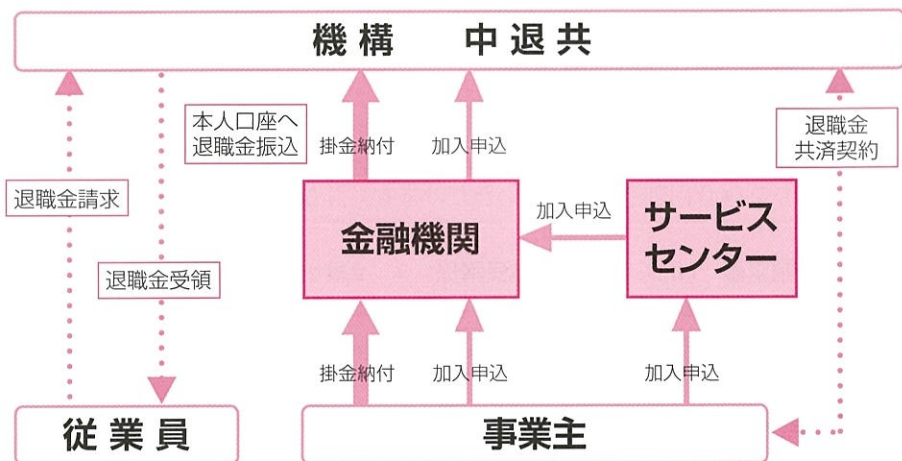 機構 中退共
本人口座へ
退職金振込
掛金納付
加入申込
退職金
共済契約
退職金請求
加入申込
金融機関
サービス
センター
退職金受領
掛金納付
加入申込
加入申込
従業員
事業主